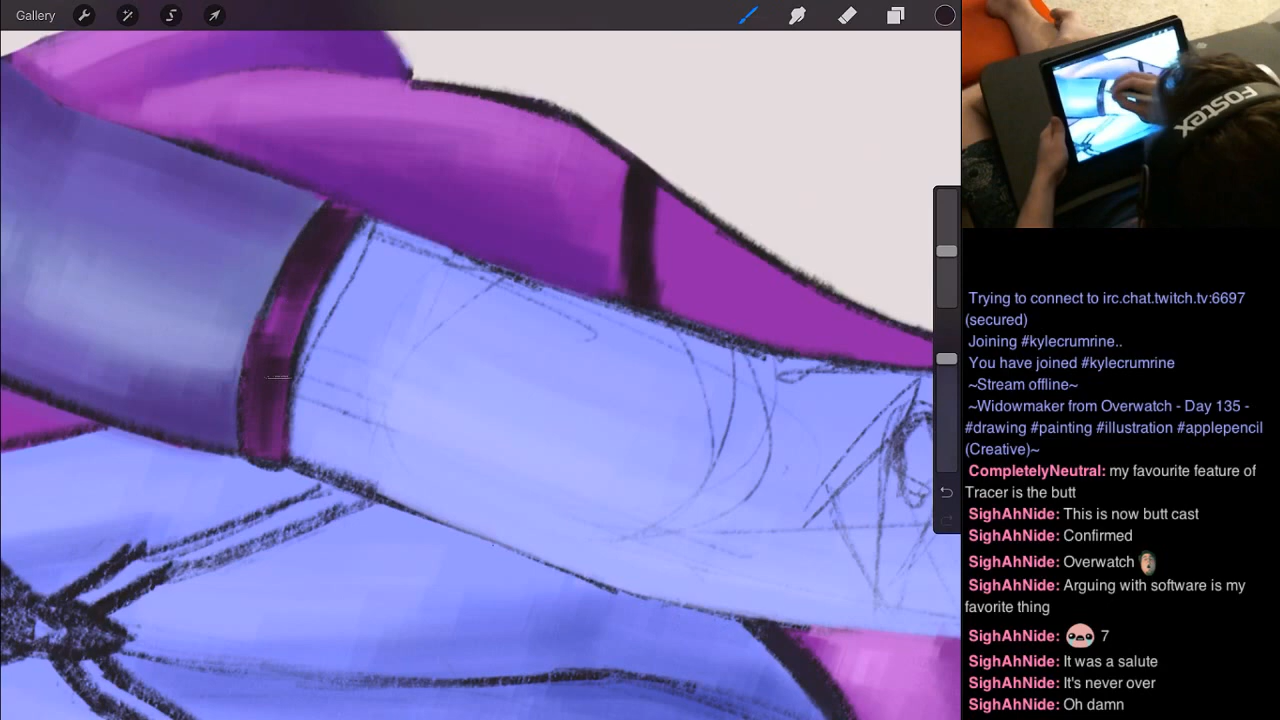 Gallery
FOSTEX
Trying to connect to irc.chat.twitch.tv:6697
(secured)
Joining #kylecrumrine..
You have joined #kylecrumrine
~Stream offline~
~Widowmaker from Overwatch - Day 135 -
#drawing #painting #illustration #applepencil
(Creative)~
CompletelyNeutral: my favourite feature of
Tracer is the butt
SighAhNide: This is now butt cast
SighAhNide: Confirmed
SighAhNide: Overwatch
SighAhNide: Arguing with software is my
favorite thing
SighAhNide: 7
SighAhNide: It was a salute
SighAhNide: It's never over
SighAhNide: Oh damn